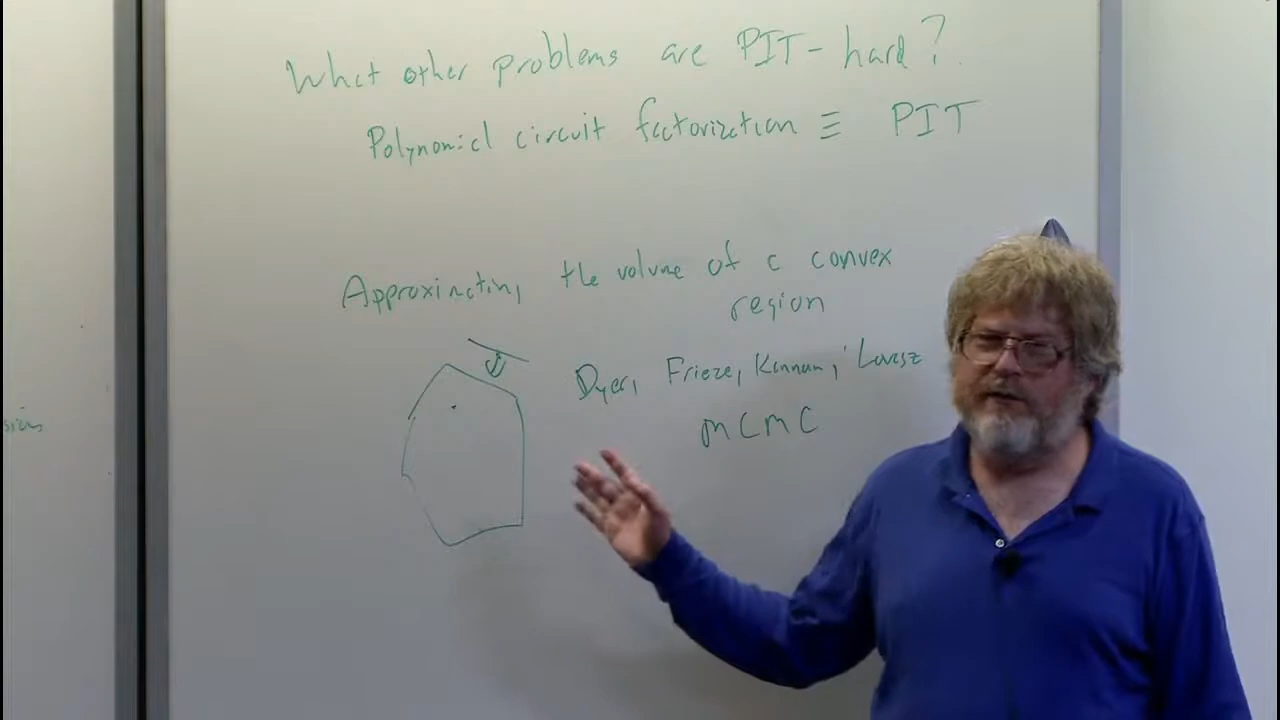 What other problems are PIT-hard?
Polynomial circuit factorization ≡ PIT
Approximating the volume of a convex
region
Dyer, Frieze, Kannan, Lovasz
MCMC